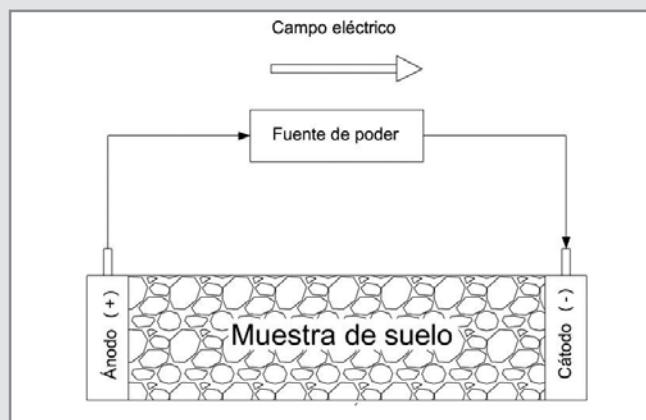 Campo eléctrico
Fuente de poder
Ánodo (+)
Muestra de suelo
Cátodo (-)